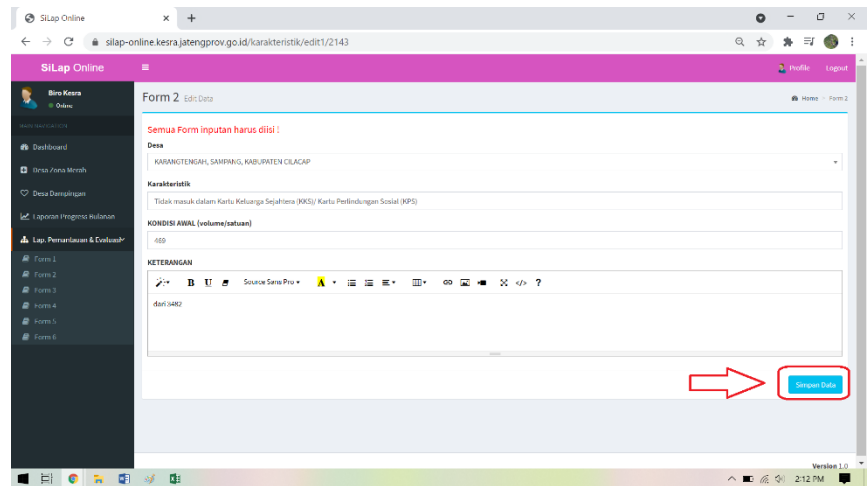 SiLap Online
silap-online.kesra.jatengprov.go.id/karakteristik/edit1/2143
SiLap Online
Profile Logout
Biro Kesra
Online
MAIN NAVIGATION
Dashboard
Desa Zona Merah
Desa Dampingan
Laporan Progress Bulanan
Lap. Pemantauan & Evaluasi
Form 1
Form 2
Form 3
Form 4
Form 5
Form 6
Form 2 Edit Data
Home Form 2
Semua Form inputan harus diisi !
Desa
KARANGTENGAH, SAMPANG, KABUPATEN CILACAP
Karakteristik
Tidak masuk dalam Kartu Keluarga Sejahtera (KKS)/ Kartu Perlindungan Sosial (KPS)
KONDISI AWAL (volume/satuan)
469
KETERANGAN
B U Source Sans Pro A </> ?
dari 3482
Simpan Data
Version 1.0
2:12 PM